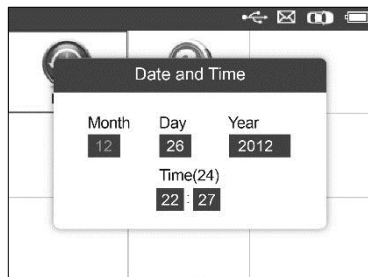 Date and Time
Month Day Year
12 26 2012
Time(24)
22 : 27